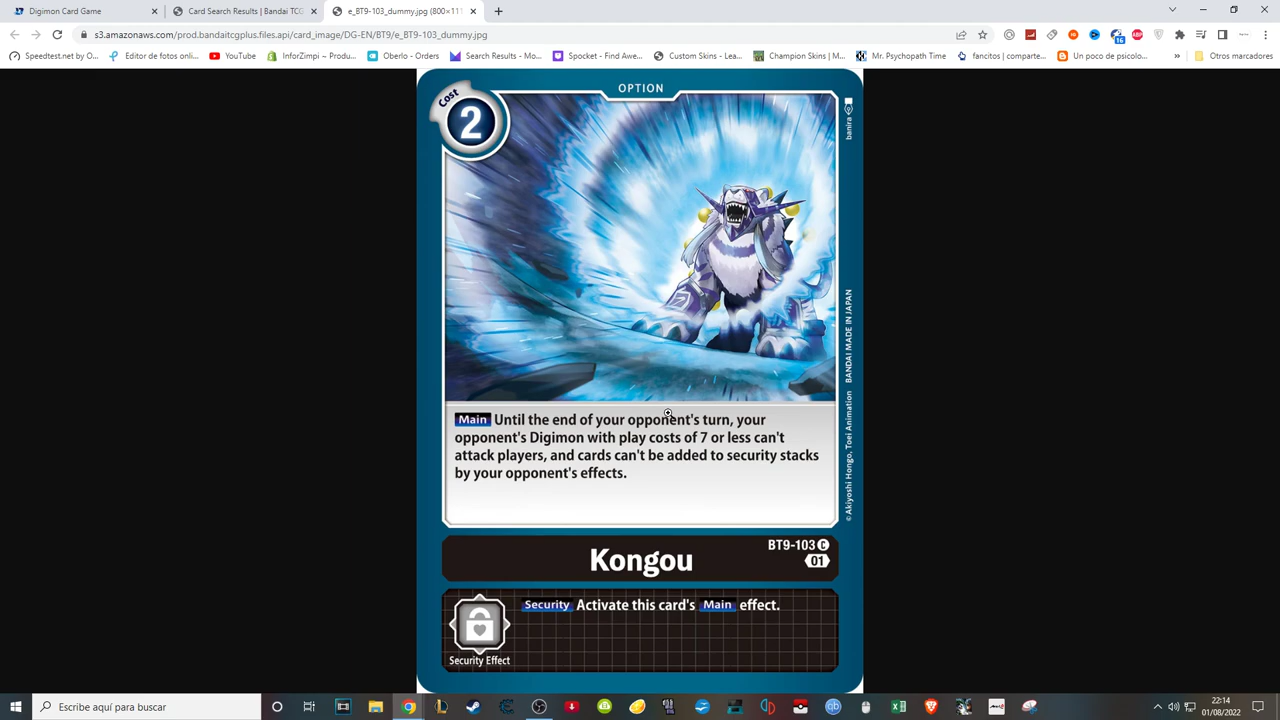 Digimon Card Game
Card Search Results | Bandai TCG
e_BT9-103_dummy.jpg (800×111
s3.amazonaws.com/prod.bandaitcgplus.files.api/card_image/DG-EN/BT9/e_BT9-103_dummy.jpg
Speedtest.net by O...
Editor de fotos onli...
YouTube
InforZimpi – Produ...
Oberlo - Orders
Search Results - Mo...
Spocket - Find Awe...
Custom Skins - Lea...
Champion Skins | M...
Mr. Psychopath Time
fancitos | comparte...
Un poco de psicolo...
»
Otros marcadores
OPTION
Cost
2
banira
Main Until the end of your opponent's turn, your
opponent's Digimon with play costs of 7 or less can't
attack players, and cards can't be added to security stacks
by your opponent's effects.
© Akiyoshi Hongo, Toei Animation BANDAI MADE IN JAPAN
Kongou
BT9-103 C
01
Security Activate this card's Main effect.
Security Effect
Escribe aquí para buscar
22:14
01/08/2022